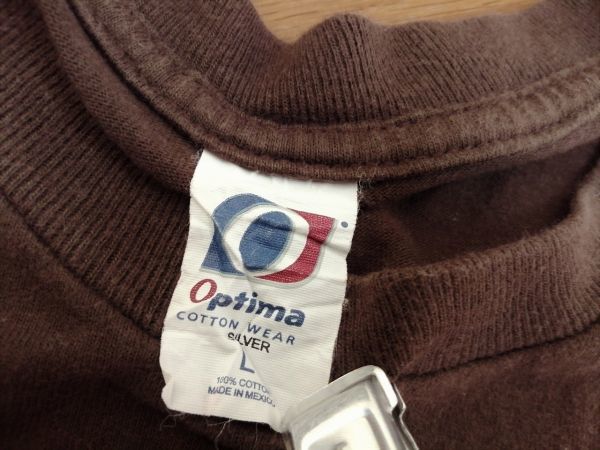 Optima
COTTON WEAR
SILVER
L
100% COTTON
MADE IN MEXICO